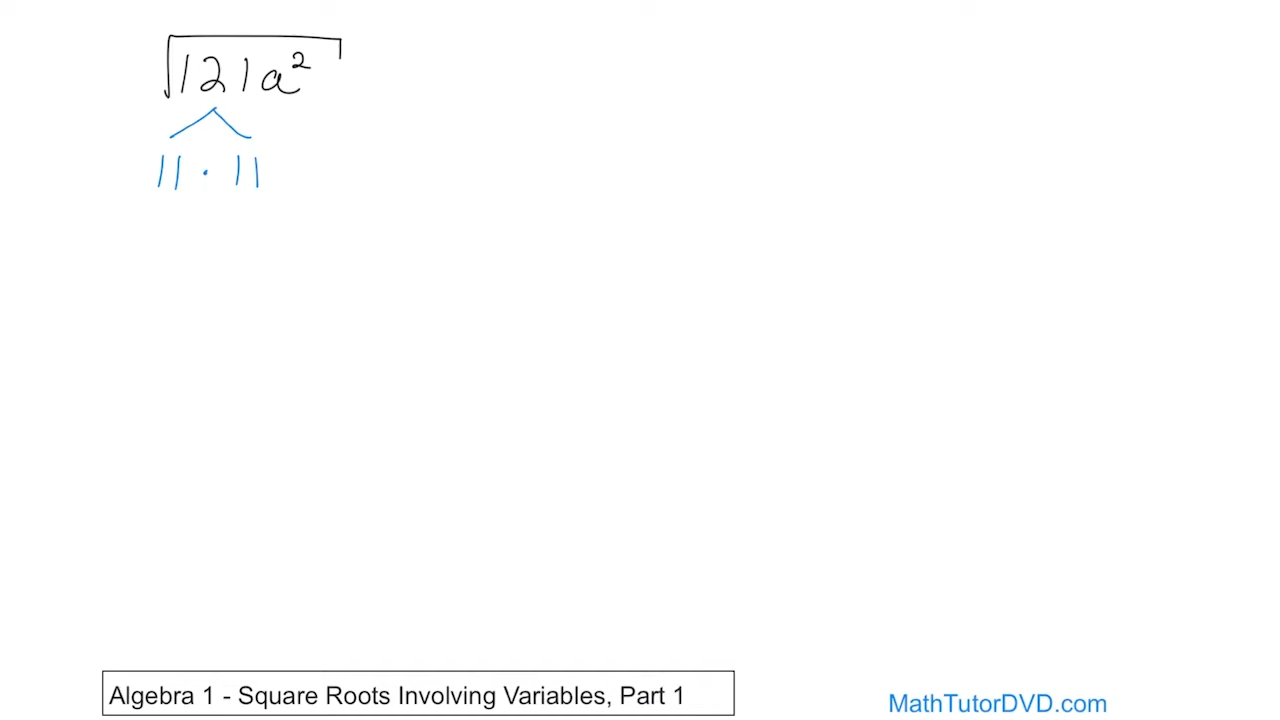 √121a²
11 · 11
Algebra 1 - Square Roots Involving Variables, Part 1
MathTutorDVD.com